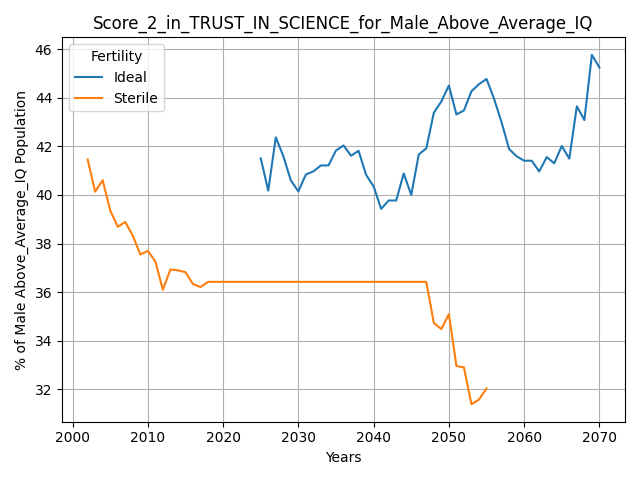 Score_2_in_TRUST_IN_SCIENCE_for_Male_Above_Average_IQ
Fertility
Ideal
Sterile
% of Male Above_Average_IQ Population
46
44
42
40
38
36
34
32
2000 2010 2020 2030 2040 2050 2060 2070
Years